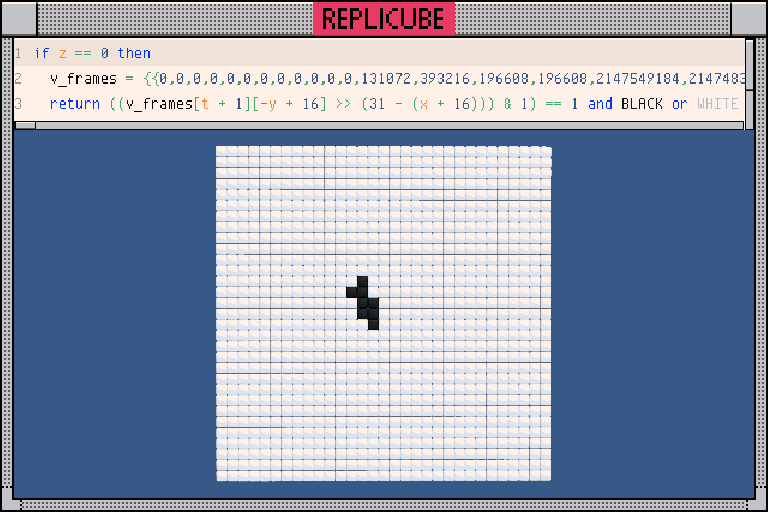 REPLICUBE
1 if z == 0 then
2 v_frames = {{0,0,0,0,0,0,0,0,0,0,0,0,131072,393216,196608,196608,2147549184,2147483
3 return ((v_frames[t + 1][-y + 16] >> (31 - (x + 16))) & 1) == 1 and BLACK or WHITE